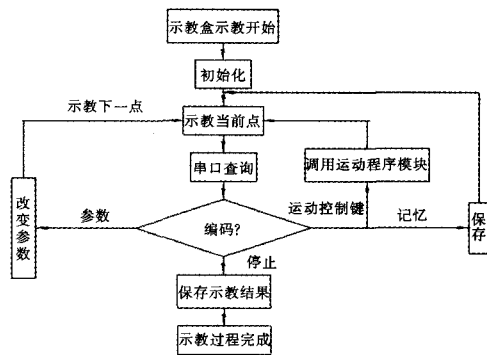 示教盒示教开始
初始化
示教下一点
示教当前点
串口查询
调用运动程序模块
改变参数
参数
编码?
运动控制键
记忆
保存
停止
保存示教结果
示教过程完成